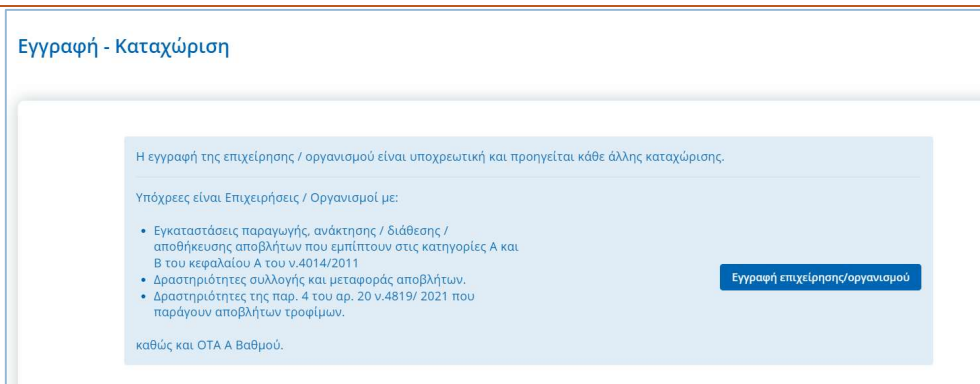 Εγγραφή - Καταχώριση
Η εγγραφή της επιχείρησης / οργανισμού είναι υποχρεωτική και προηγείται κάθε άλλης καταχώρισης.
Υπόχρεες είναι Επιχειρήσεις / Οργανισμοί με:
• Εγκαταστάσεις παραγωγής, ανάκτησης / διάθεσης /
αποθήκευσης αποβλήτων που εμπίπτουν στις κατηγορίες Α και
Β του κεφαλαίου Α του ν.4014/2011
• Δραστηριότητες συλλογής και μεταφοράς αποβλήτων.
• Δραστηριότητες της παρ. 4 του αρ. 20 ν.4819/ 2021 που
παράγουν αποβλήτων τροφίμων.
Εγγραφή επιχείρησης/οργανισμού
καθώς και ΟΤΑ Α Βαθμού.